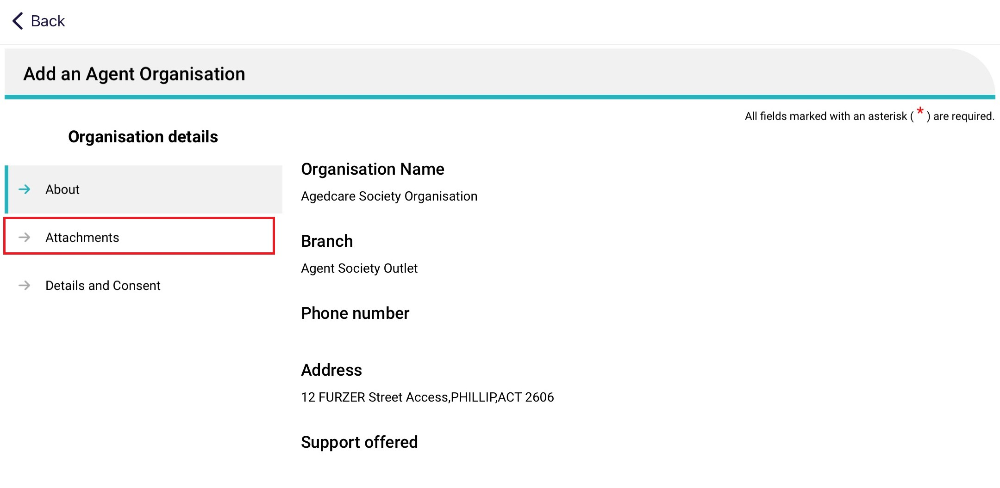 Back
Add an Agent Organisation
All fields marked with an asterisk ( * ) are required.
Organisation details
About
Attachments
Details and Consent
Organisation Name
Agedcare Society Organisation
Branch
Agent Society Outlet
Phone number
Address
12 FURZER Street Access,PHILLIP,ACT 2606
Support offered